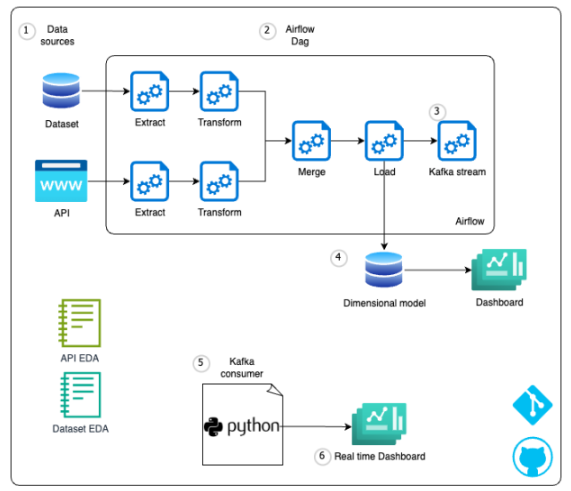 1
Data
sources
2
Airflow
Dag
Dataset
Extract
Transform
3
Merge
Load
Kafka stream
WWW
API
Extract
Transform
Airflow
4
Dimensional model
Dashboard
API EDA
Dataset EDA
5
Kafka
consumer
python
6
Real time Dashboard